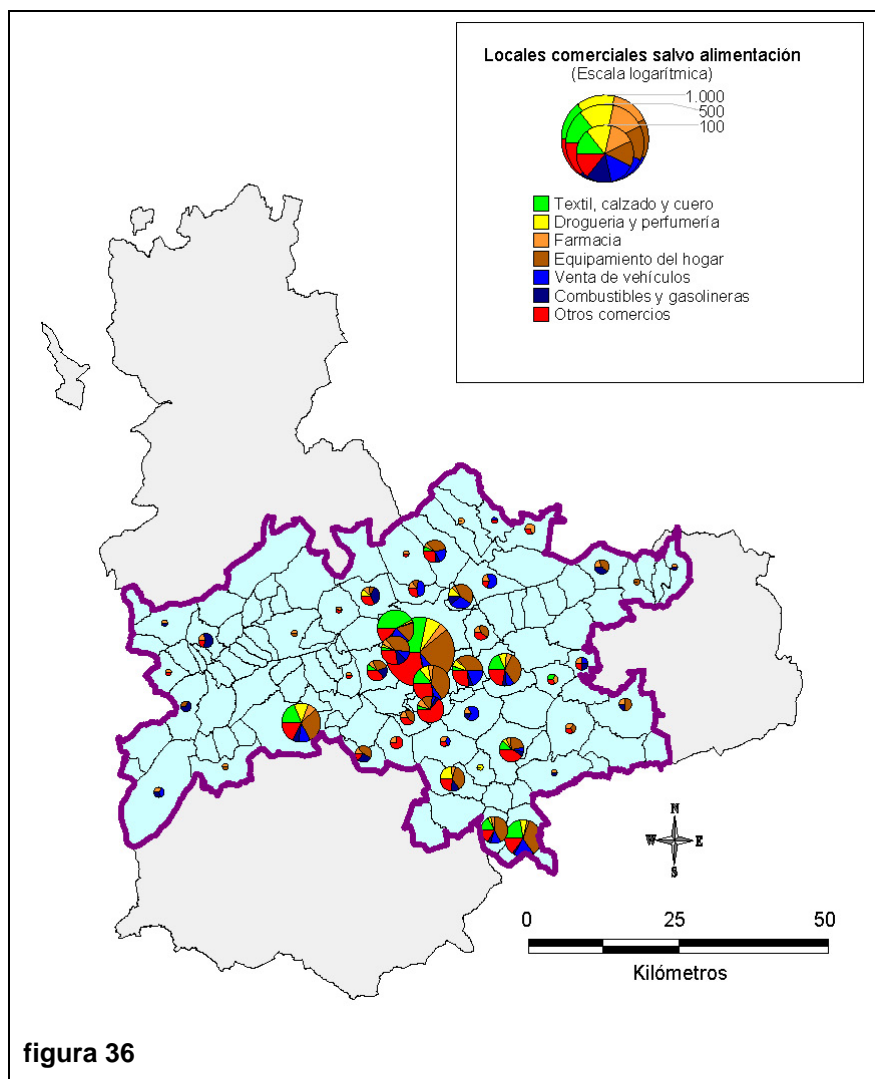 Locales comerciales salvo alimentación
(Escala logarítmica)
1.000
500
100
Textil, calzado y cuero
Drogueria y perfumería
Farmacia
Equipamiento del hogar
Venta de vehículos
Combustibles y gasolineras
Otros comercios
N
W E
S
0 25 50
Kilómetros
figura 36